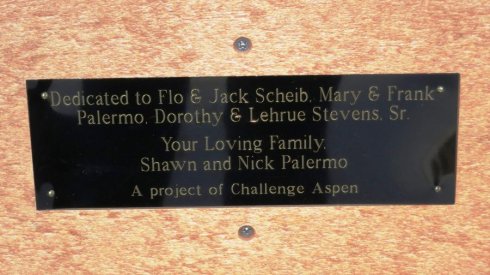 Dedicated to Flo & Jack Scheib, Mary & Frank
Palermo, Dorothy & Lehrue Stevens, Sr.
Your Loving Family,
Shawn and Nick Palermo
A project of Challenge Aspen